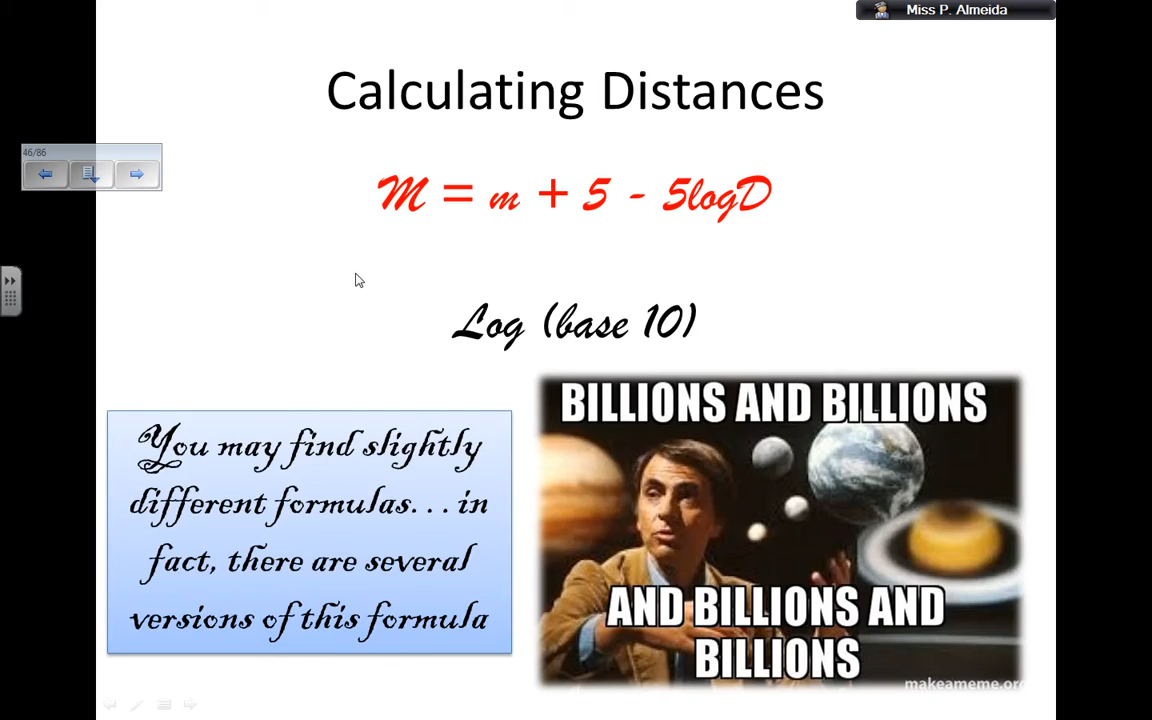 Miss P. Almeida
Calculating Distances
46/86
M = m + 5 - 5logD
Log (base 10)
You may find slightly
different formulas... in
fact, there are several
versions of this formula
BILLIONS AND BILLIONS
AND BILLIONS AND
BILLIONS
makeameme.org